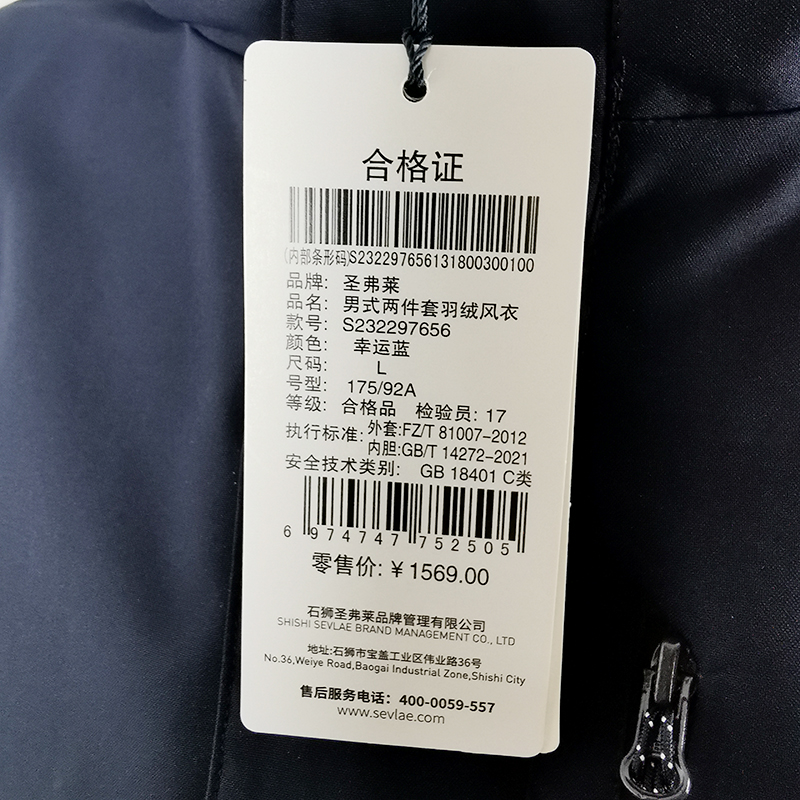 合格证
(内部条形码)S232297656131800300100
品牌: 圣弗莱
品名: 男式两件套羽绒风衣
款号: S232297656
颜色: 幸运蓝
尺码: L
号型: 175/92A
等级: 合格品 检验员: 17
执行标准: 外套:FZ/T 81007-2012
内胆:GB/T 14272-2021
安全技术类别: GB 18401 C类
6 974747 752505
零售价: ¥1569.00
石狮圣弗莱品牌管理有限公司
SHISHI SEVLAE BRAND MANAGEMENT CO., LTD
地址:石狮市宝盖工业区伟业路36号
No.36,Weiye Road,Baogai Industrial Zone,Shishi City
售后服务电话: 400-0059-557
www.sevlae.com